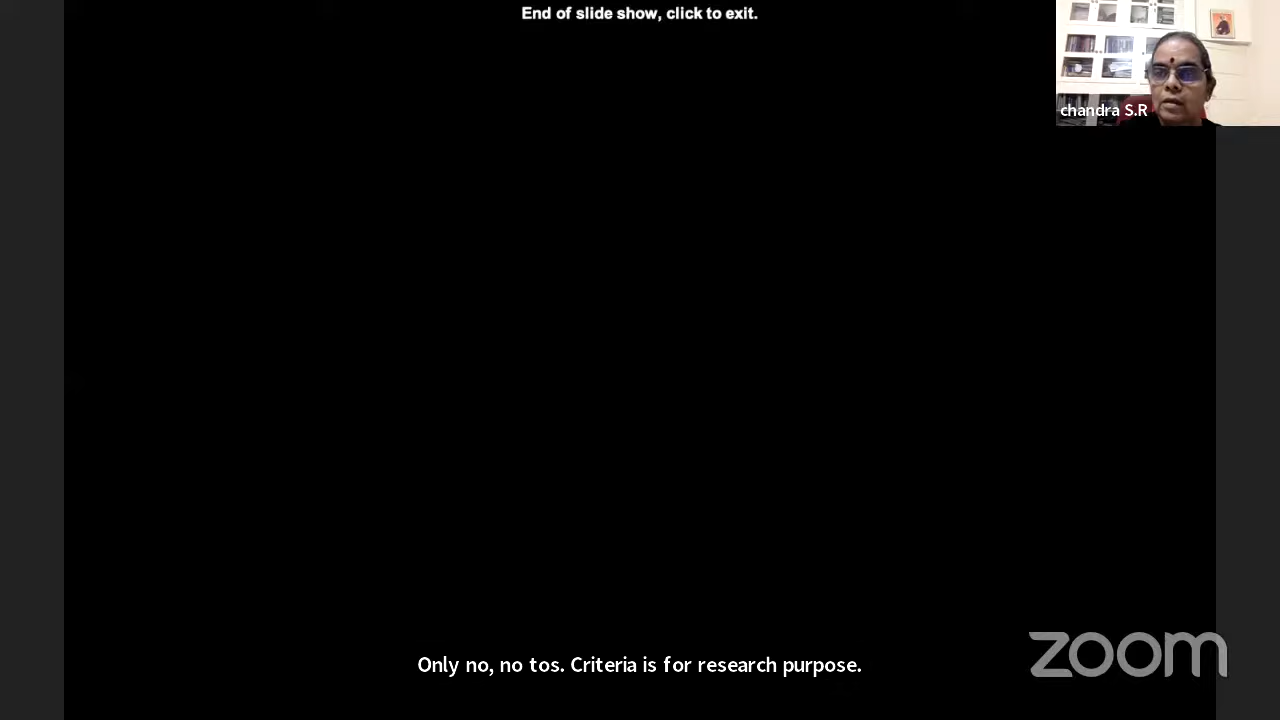 End of slide show, click to exit.
chandra S.R
Only no, no tos. Criteria is for research purpose.
zoom